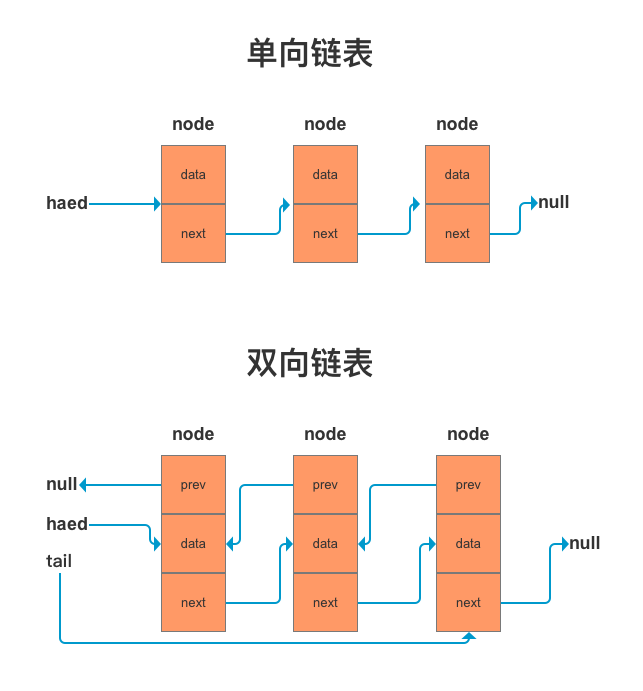 单向链表
node node node
data data data
haed null
next next next
双向链表
node node node
null prev prev prev
haed
data data data null
tail
next next next